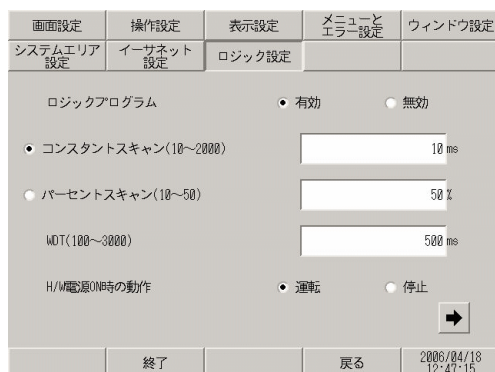 画面設定 操作設定 表示設定 メニューと
エラー設定 ウィンドウ設定
システムエリア
設定 イーサネット
設定 ロジック設定
ロジックプログラム 有効 無効
コンスタントスキャン(10～2000) 10 ms
パーセントスキャン(10～50) 50 %
WDT(100～3000) 500 ms
H/W電源ON時の動作 運転 停止
終了 戻る 2006/04/18
12:47:15